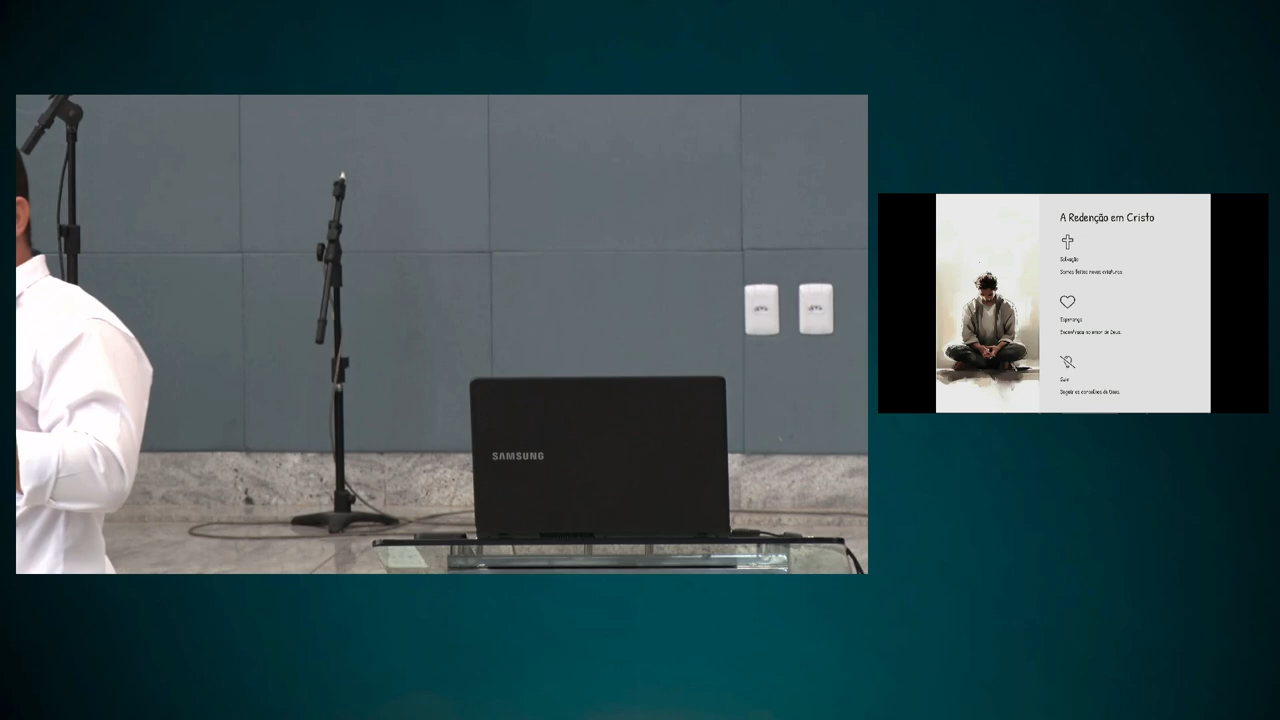 SAMSUNG
A Redenção em Cristo
Salvação
Somos feitos novas criaturas.
Esperança
Encontrada no amor de Deus.
Guia
Seguir os conselhos de Deus.